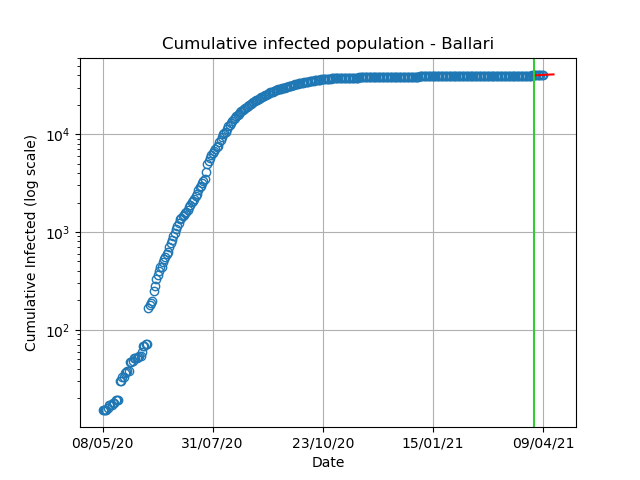 Cumulative infected population - Ballari
Cumulative Infected (log scale)
10^4
10^3
10^2
08/05/20 31/07/20 23/10/20 15/01/21 09/04/21
Date